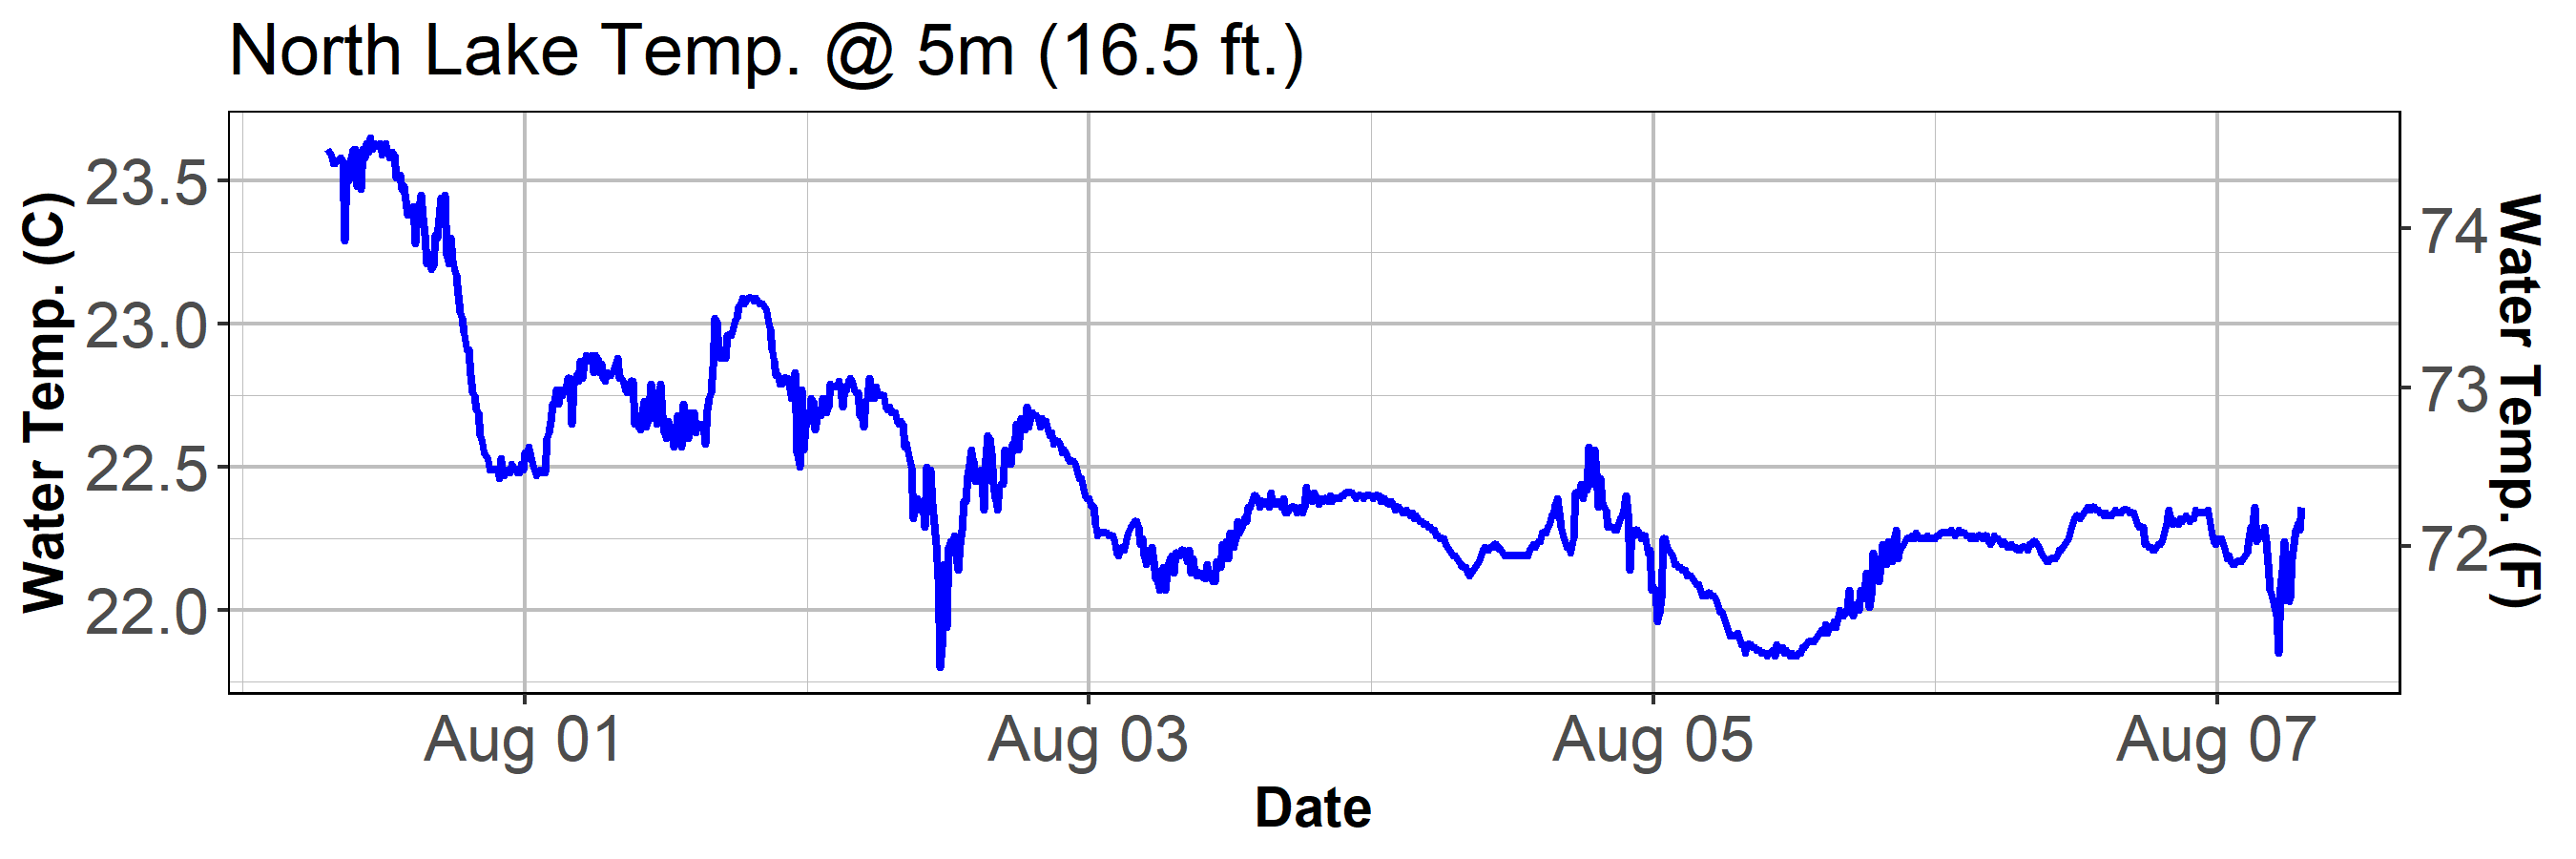 North Lake Temp. @ 5m (16.5 ft.)
Water Temp. (C)
23.5
23.0
22.5
22.0
74
73
72
Water Temp. (F)
Aug 01 Aug 03 Aug 05 Aug 07
Date